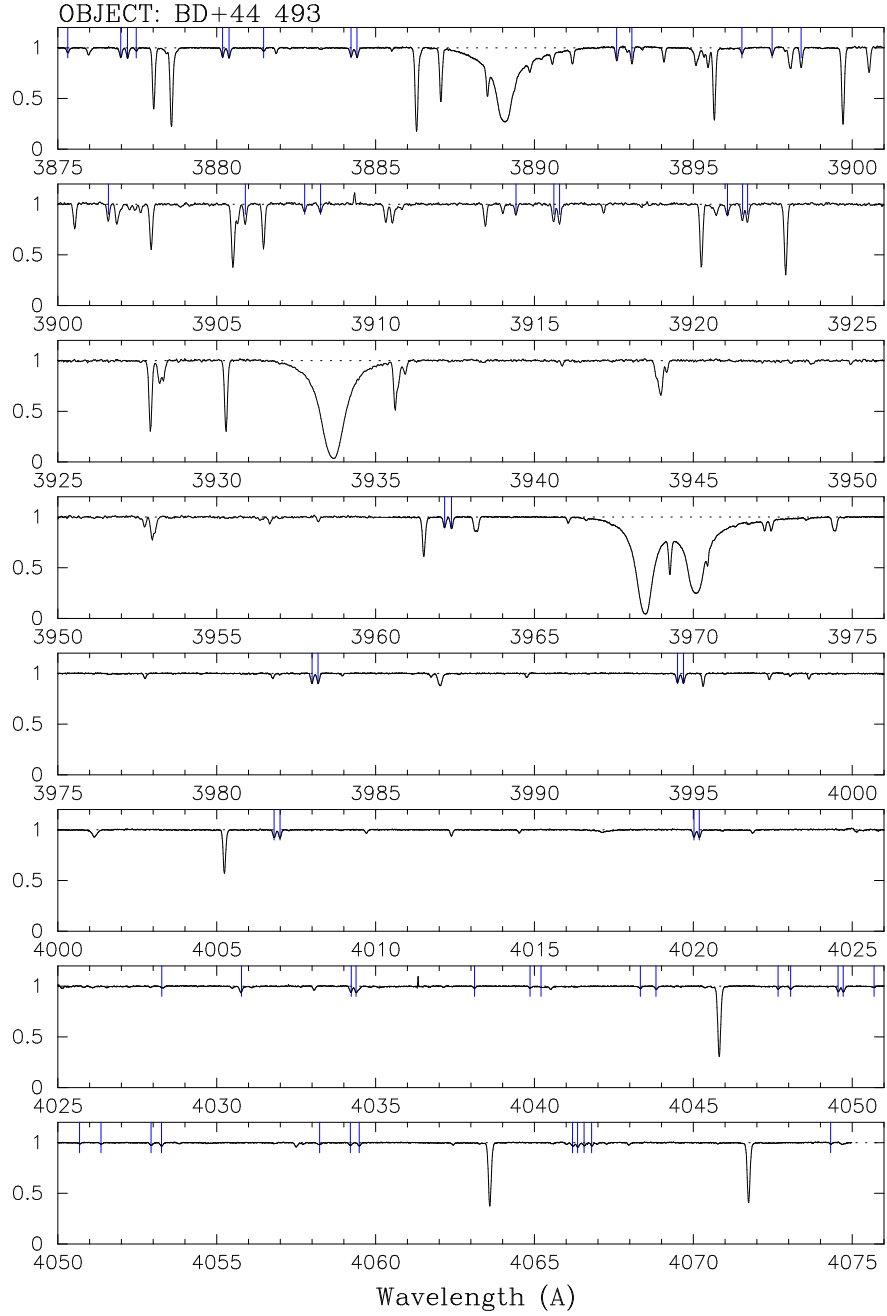 OBJECT: BD+44 493
1
0.5
0
3875 3880 3885 3890 3895 3900
1
0.5
0
3900 3905 3910 3915 3920 3925
1
0.5
0
3925 3930 3935 3940 3945 3950
1
0.5
0
3950 3955 3960 3965 3970 3975
1
0.5
0
3975 3980 3985 3990 3995 4000
1
0.5
0
4000 4005 4010 4015 4020 4025
1
0.5
0
4025 4030 4035 4040 4045 4050
1
0.5
0
4050 4055 4060 4065 4070 4075
Wavelength (A)